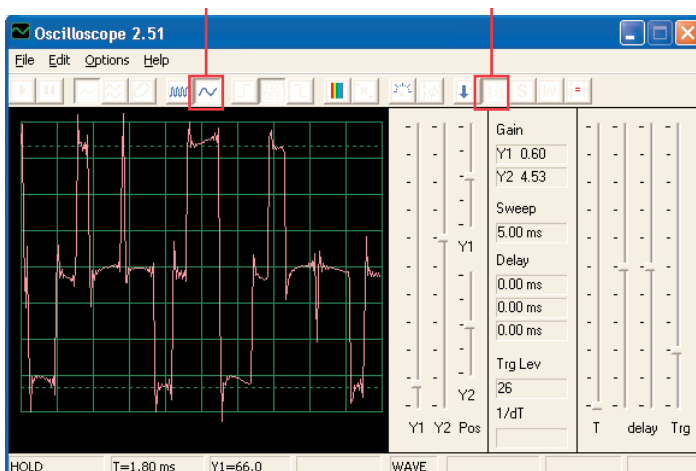 Oscilloscope 2.51
File Edit Options Help
S W
Gain
Y1 0.60
Y2 4.53
Sweep
5.00 ms
Delay
0.00 ms
0.00 ms
0.00 ms
Trg Lev
26
1/dT
Y1
Y2
Y1 Y2 Pos
T delay Trg
HOLD T=1.80 ms Y1=66.0 WAVE